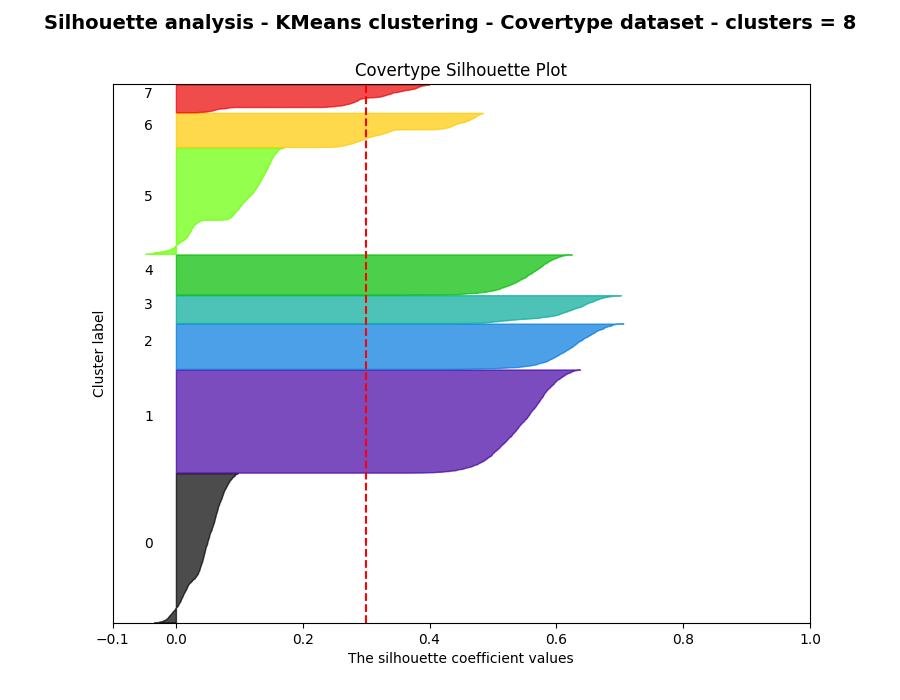 Silhouette analysis - KMeans clustering - Covertype dataset - clusters = 8
Covertype Silhouette Plot
7
6
5
4
3
2
1
0
Cluster label
−0.1 0.0 0.2 0.4 0.6 0.8 1.0
The silhouette coefficient values